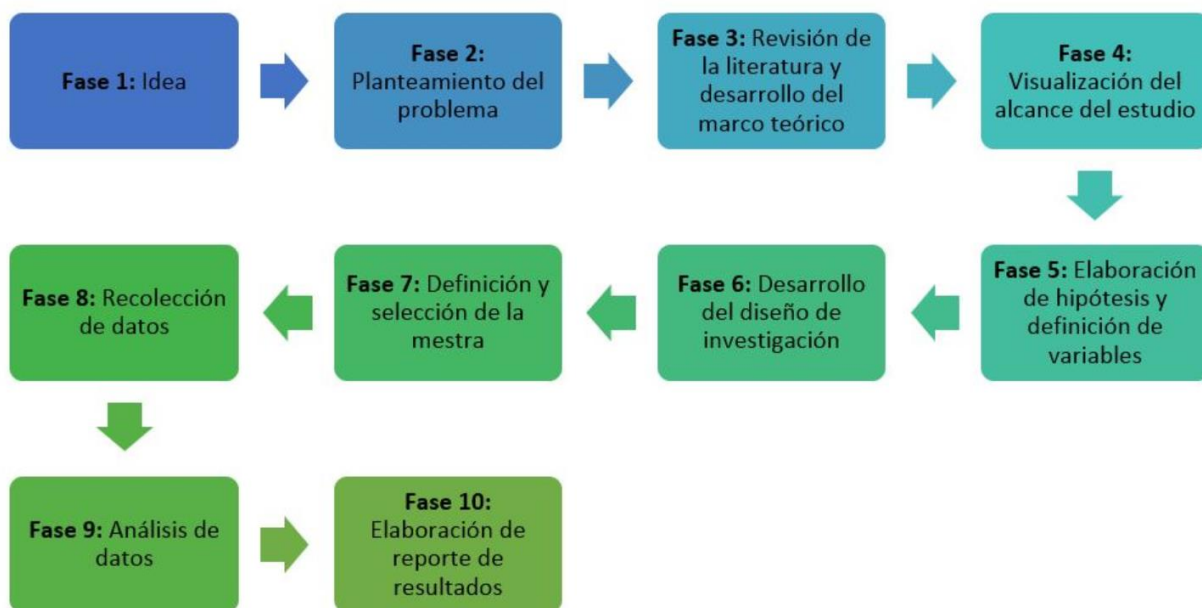 Fase 1: Idea
Fase 2:
Planteamiento del
problema
Fase 3: Revisión de
la literatura y
desarrollo del
marco teórico
Fase 4:
Visualización del
alcance del estudio
Fase 5: Elaboración
de hipótesis y
definición de
variables
Fase 6: Desarrollo
del diseño de
investigación
Fase 7: Definición y
selección de la
mestra
Fase 8: Recolección
de datos
Fase 9: Análisis de
datos
Fase 10:
Elaboración de
reporte de
resultados